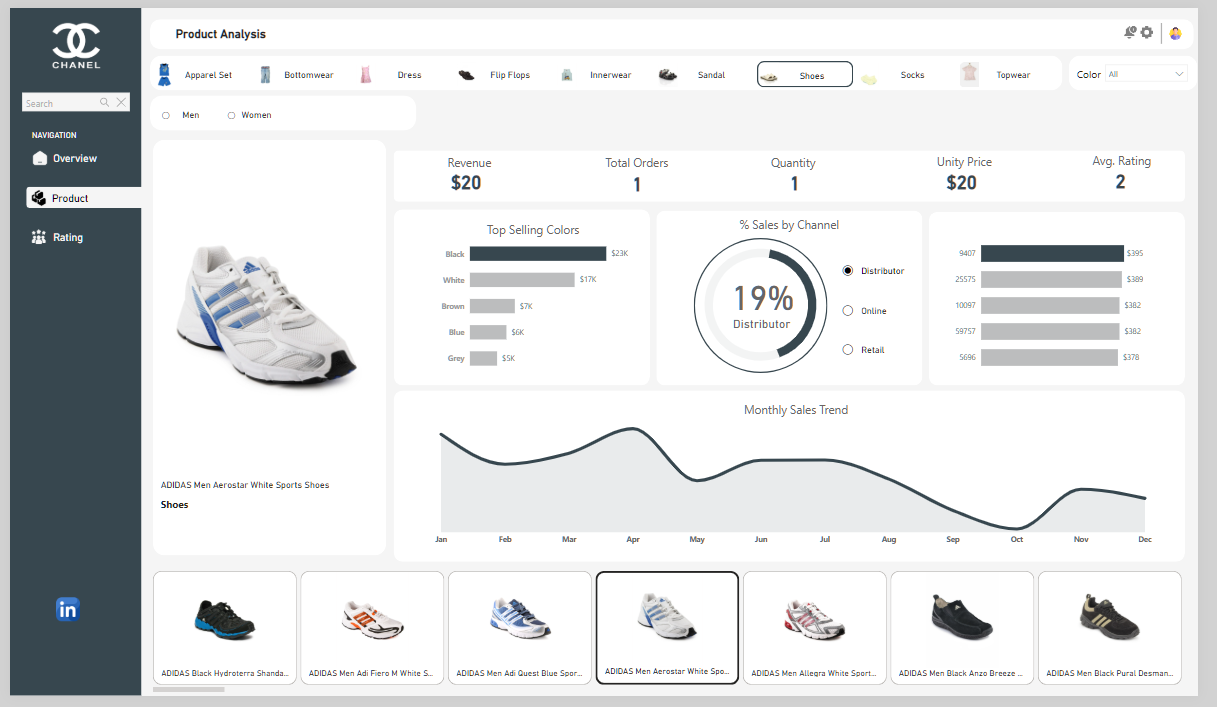 CHANEL
Search
NAVIGATION
Overview
Product
Rating
in
Product Analysis
Apparel Set
Bottomwear
Dress
Flip Flops
Innerwear
Sandal
Shoes
Socks
Topwear
Color
All
Men
Women
ADIDAS Men Aerostar White Sports Shoes
Shoes
Revenue
$20
Total Orders
1
Quantity
1
Unity Price
$20
Avg. Rating
2
Top Selling Colors
Black $23K
White $17K
Brown $7K
Blue $6K
Grey $5K
% Sales by Channel
19%
Distributor
Distributor
Online
Retail
9407 $395
25575 $389
10097 $382
59757 $382
5696 $378
Monthly Sales Trend
Jan Feb Mar Apr May Jun Jul Aug Sep Oct Nov Dec
ADIDAS Black Hydroterra Shanda...
ADIDAS Men Adi Fiero M White S...
ADIDAS Men Adi Quest Blue Spor...
ADIDAS Men Aerostar White Spo...
ADIDAS Men Allegra White Sport...
ADIDAS Men Black Anzo Breeze ...
ADIDAS Men Black Pural Desman...